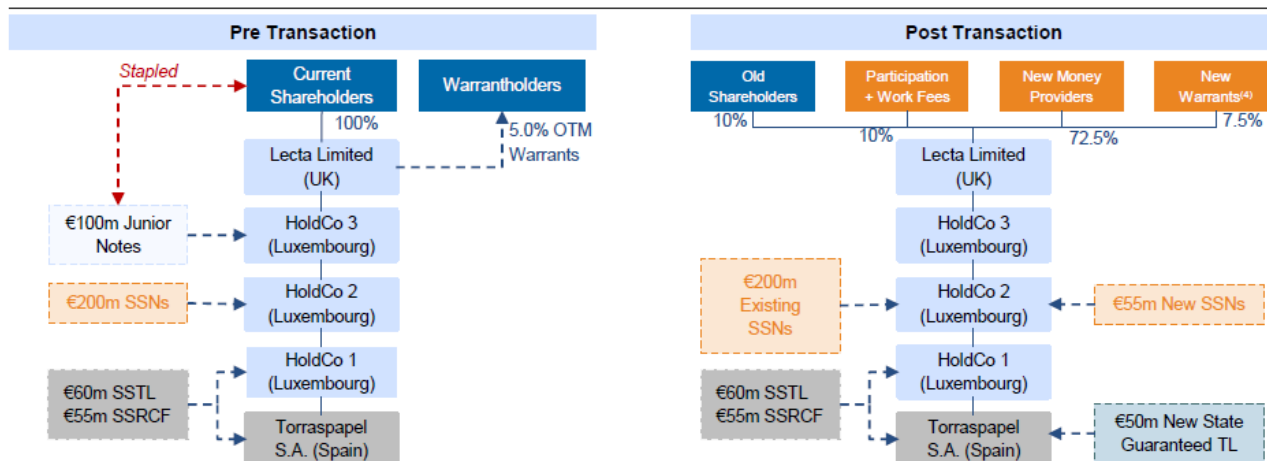 Pre Transaction
Stapled
Current
Shareholders
Warrantholders
100%
5.0% OTM
Warrants
Lecta Limited
(UK)
€100m Junior
Notes
HoldCo 3
(Luxembourg)
€200m SSNs
HoldCo 2
(Luxembourg)
€60m SSTL
€55m SSRCF
HoldCo 1
(Luxembourg)
Torraspapel
S.A. (Spain)
Post Transaction
Old
Shareholders
Participation
+ Work Fees
New Money
Providers
New
Warrants(4)
10%
10%
72.5%
7.5%
Lecta Limited
(UK)
HoldCo 3
(Luxembourg)
€200m
Existing
SSNs
HoldCo 2
(Luxembourg)
€55m New SSNs
€60m SSTL
€55m SSRCF
HoldCo 1
(Luxembourg)
Torraspapel
S.A. (Spain)
€50m New State
Guaranteed TL